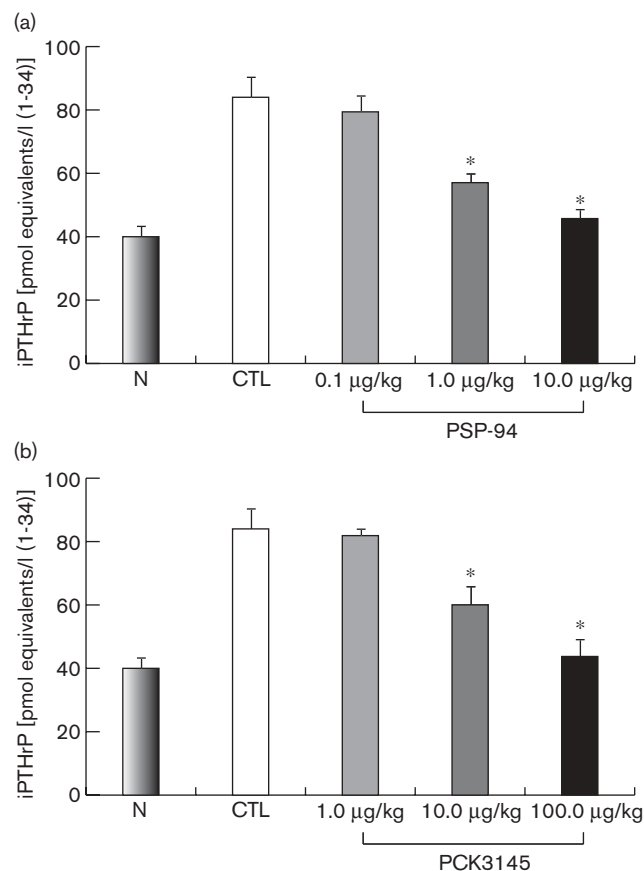 (a)
iPTHrP [pmol equivalents/l (1-34)]
100
80
60
40
20
0
* *
N CTL 0.1 µg/kg 1.0 µg/kg 10.0 µg/kg
PSP-94
(b)
iPTHrP [pmol equivalents/l (1-34)]
100
80
60
40
20
0
* *
N CTL 1.0 µg/kg 10.0 µg/kg 100.0 µg/kg
PCK3145